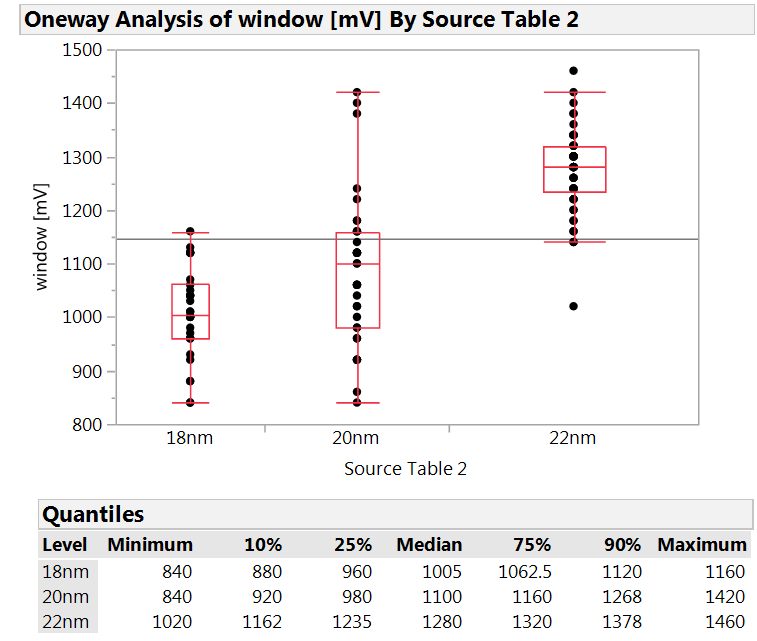 Oneway Analysis of window [mV] By Source Table 2
1500
1400
1300
1200
1100
1000
900
800
window [mV]
18nm 20nm 22nm
Source Table 2
Quantiles
Level Minimum 10% 25% Median 75% 90% Maximum
18nm 840 880 960 1005 1062.5 1120 1160
20nm 840 920 980 1100 1160 1268 1420
22nm 1020 1162 1235 1280 1320 1378 1460